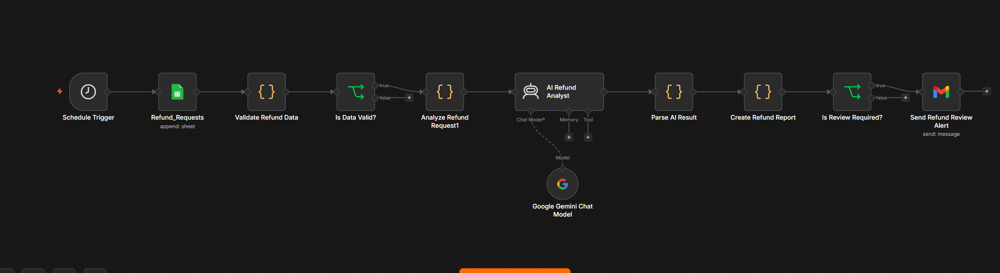 true
false
true
false
AI Refund
Analyst
Schedule Trigger
Refund_Requests
append: sheet
Validate Refund Data
Is Data Valid?
Analyze Refund
Request1
Chat Model*
Memory
Tool
Parse AI Result
Create Refund Report
Is Review Required?
Send Refund Review
Alert
send: message
Model
Google Gemini Chat
Model